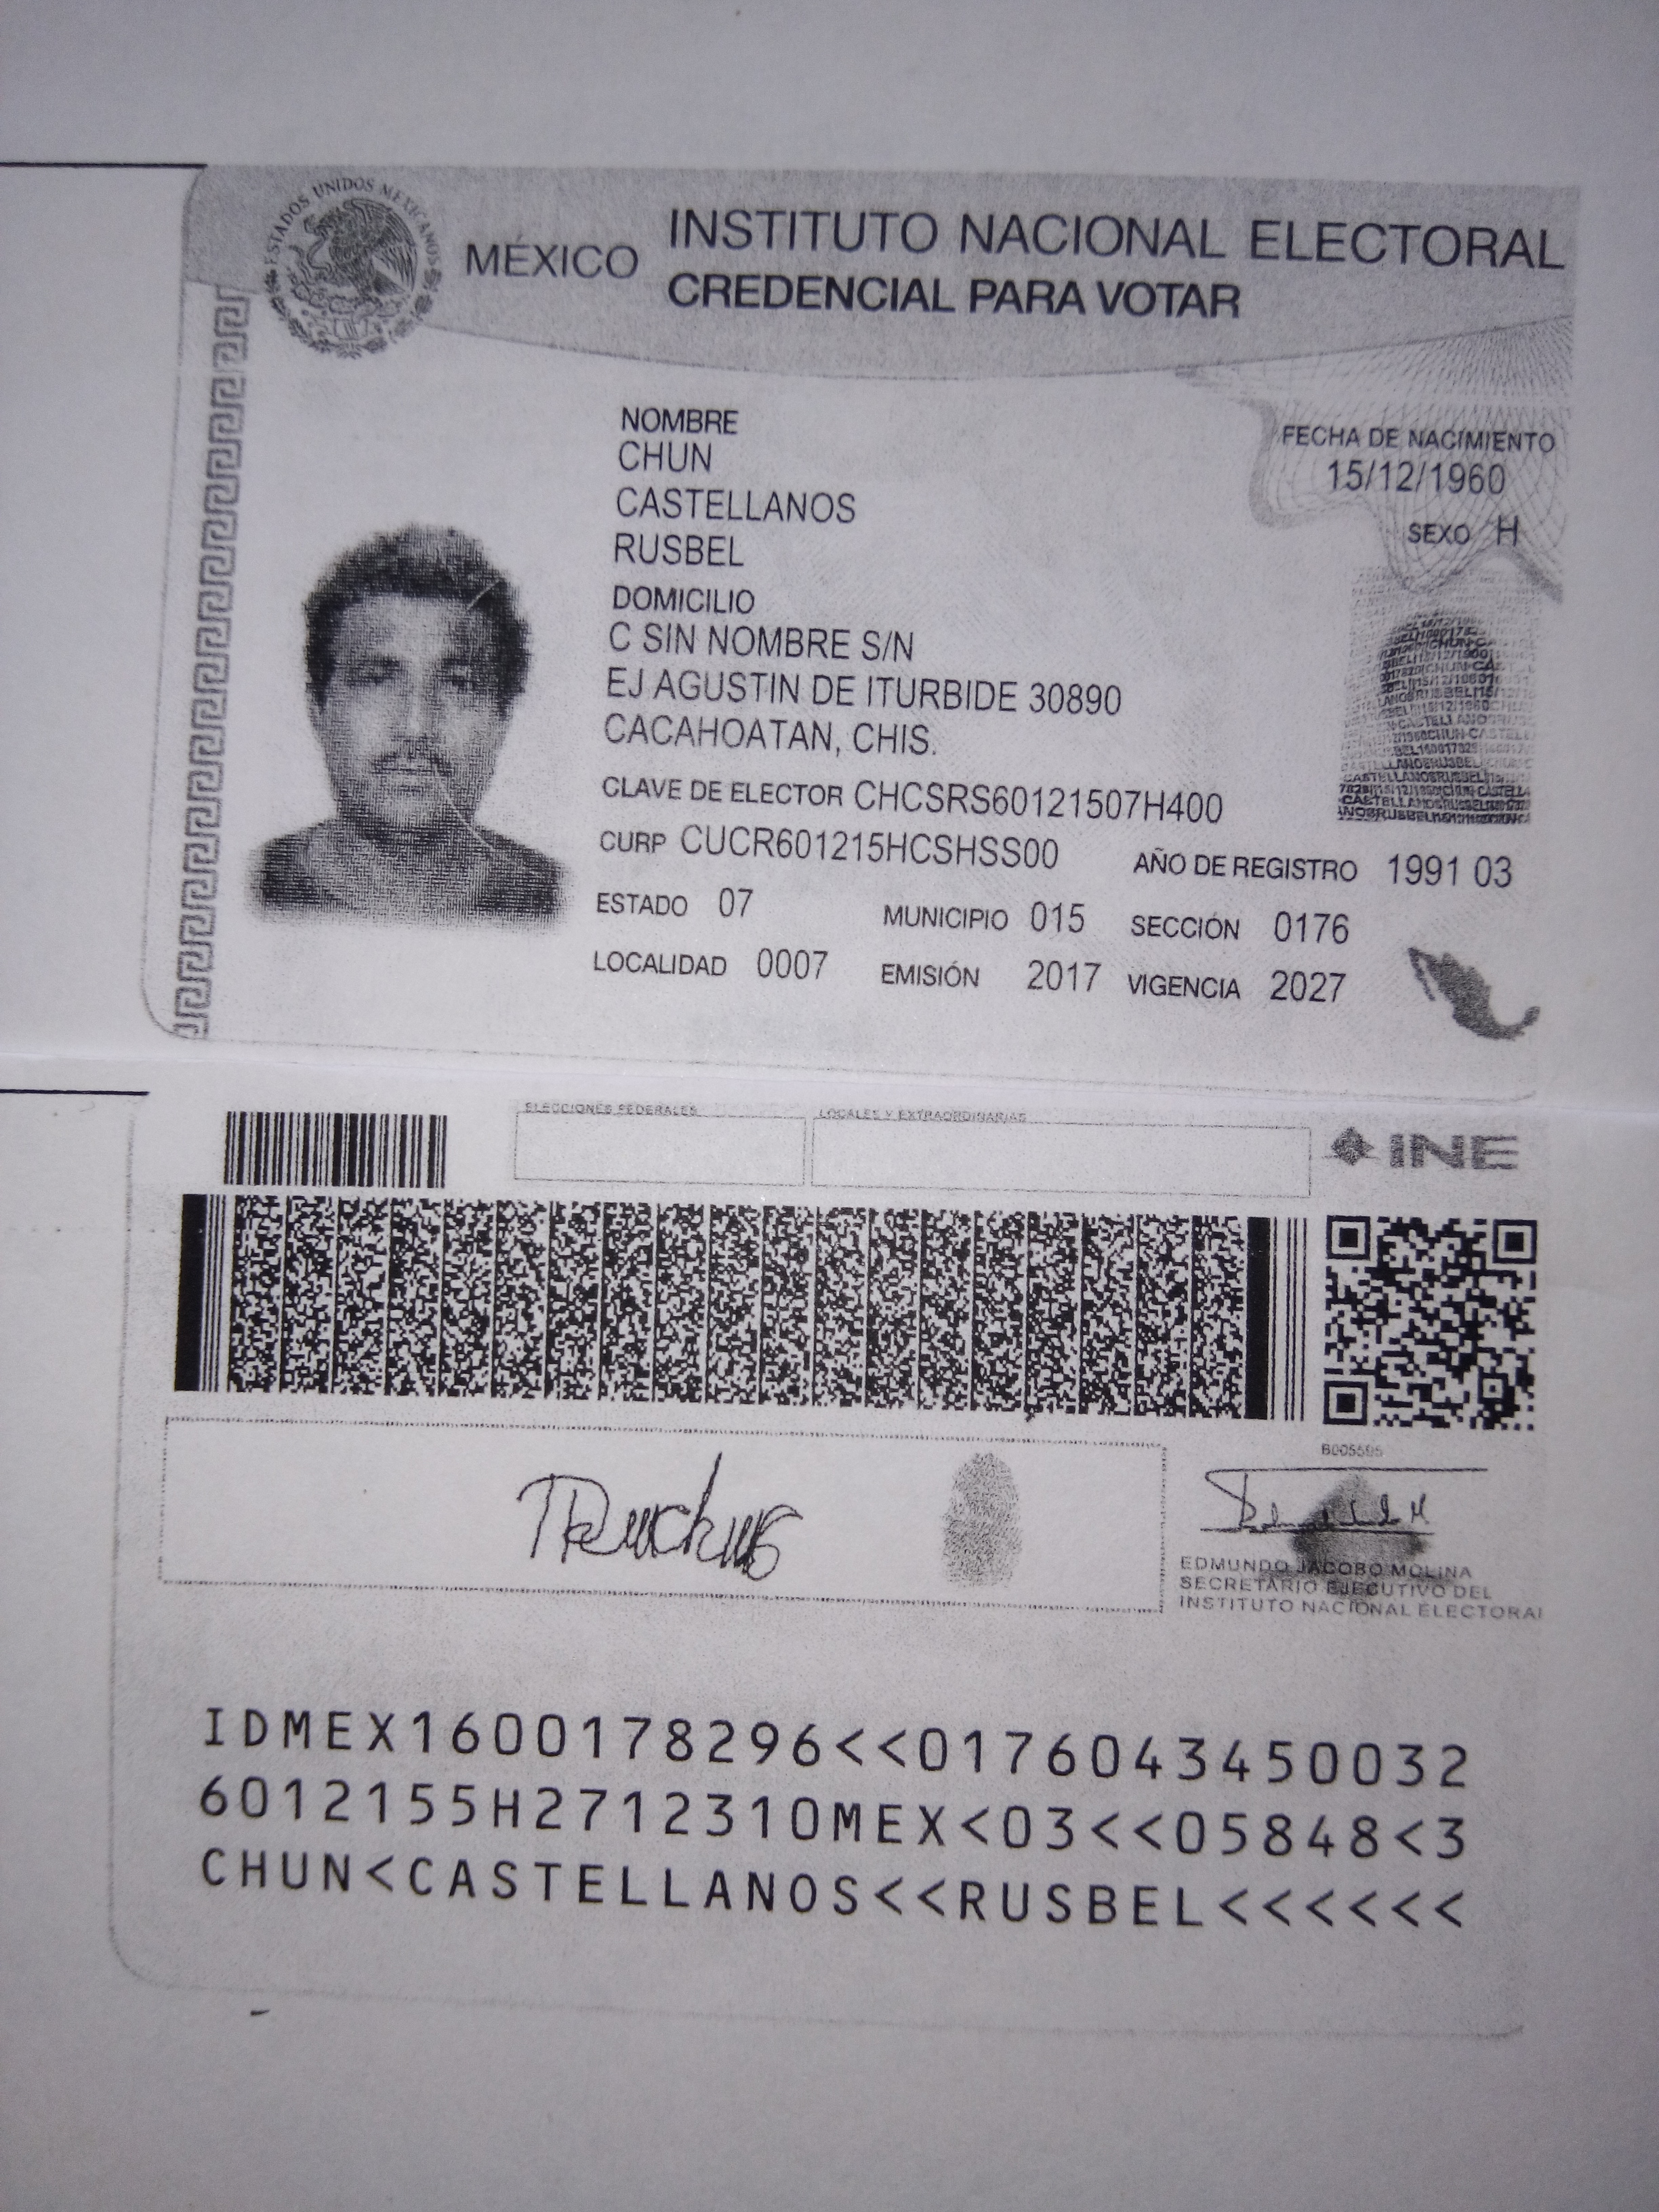 ESTADOS UNIDOS MEXICANOS
MÉXICO
INSTITUTO NACIONAL ELECTORAL
CREDENCIAL PARA VOTAR
NOMBRE
CHUN
CASTELLANOS
RUSBEL
FECHA DE NACIMIENTO
15/12/1960
SEXO H
DOMICILIO
C SIN NOMBRE S/N
EJ AGUSTIN DE ITURBIDE 30890
CACAHOATAN, CHIS.
CLAVE DE ELECTOR CHCSRS60121507H400
CURP CUCR601215HCSHSS00 AÑO DE REGISTRO 1991 03
ESTADO 07 MUNICIPIO 015 SECCIÓN 0176
LOCALIDAD 0007 EMISIÓN 2017 VIGENCIA 2027
ELECCIONES FEDERALES LOCALES Y EXTRAORDINARIAS
INE
EDMUNDO JACOBO MOLINA
SECRETARIO EJECUTIVO DEL
INSTITUTO NACIONAL ELECTORAL
IDMEX1600178296<<0176043450032
6012155H2712310MEX<03<<05848<3
CHUN<CASTELLANOS<<RUSBEL<<<<<<